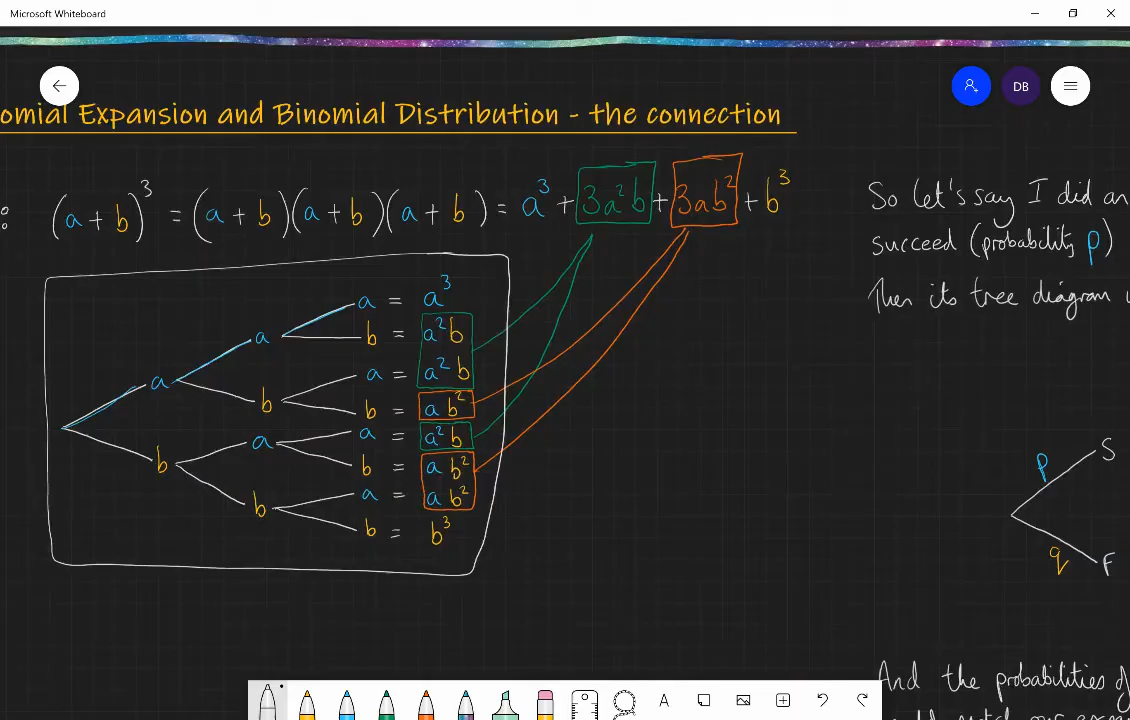 Microsoft Whiteboard
DB
omial Expansion and Binomial Distribution - the connection
: (a + b)³ = (a + b)(a + b)(a + b) = a³ + 3a²b + 3ab² + b³
a = a³
a b = a²b
a a = a²b
b b = ab²
a a = a²b
b b = ab²
b a = ab²
b = b³
So let's say I did an
succeed (probability p)
Then its tree diagram
p S
q F
And the probabilities of
A